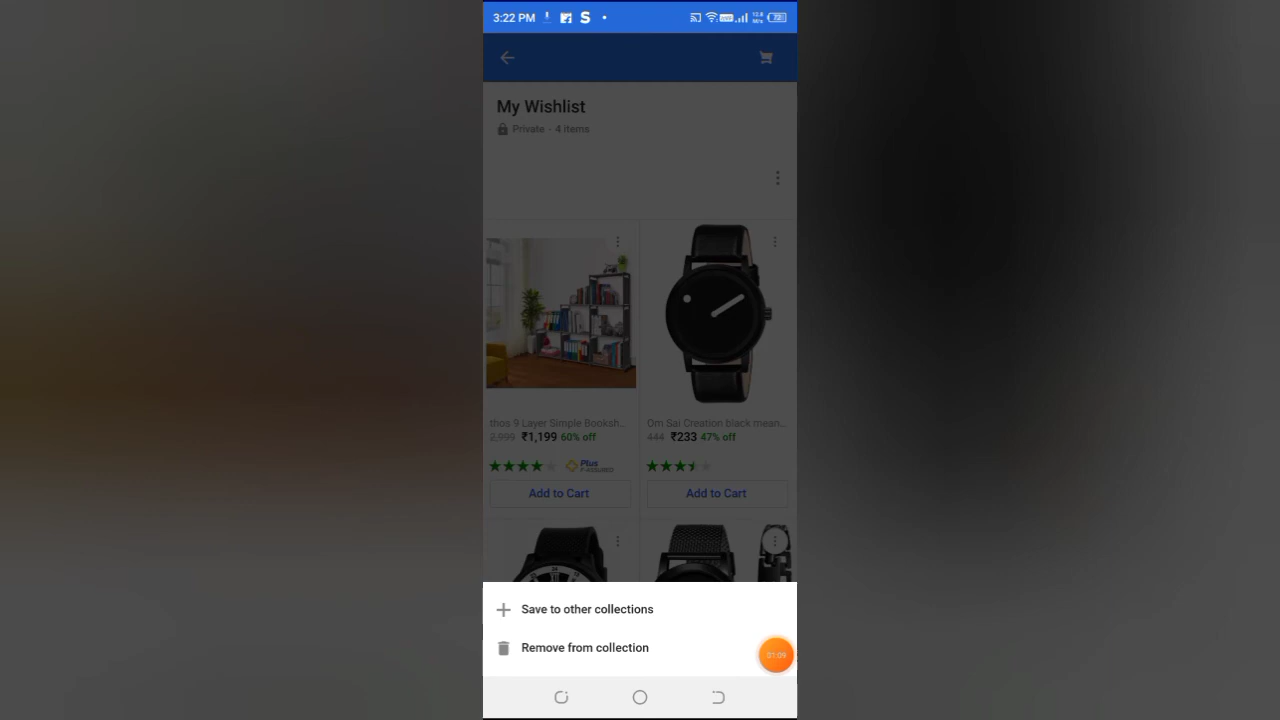 3:22 PM
My Wishlist
Private - 4 items
thos 9 Layer Simple Booksh...
2,999 ₹1,199 60% off
Plus
Add to Cart
Om Sai Creation black mean...
444 ₹233 47% off
Add to Cart
Save to other collections
Remove from collection
01:09